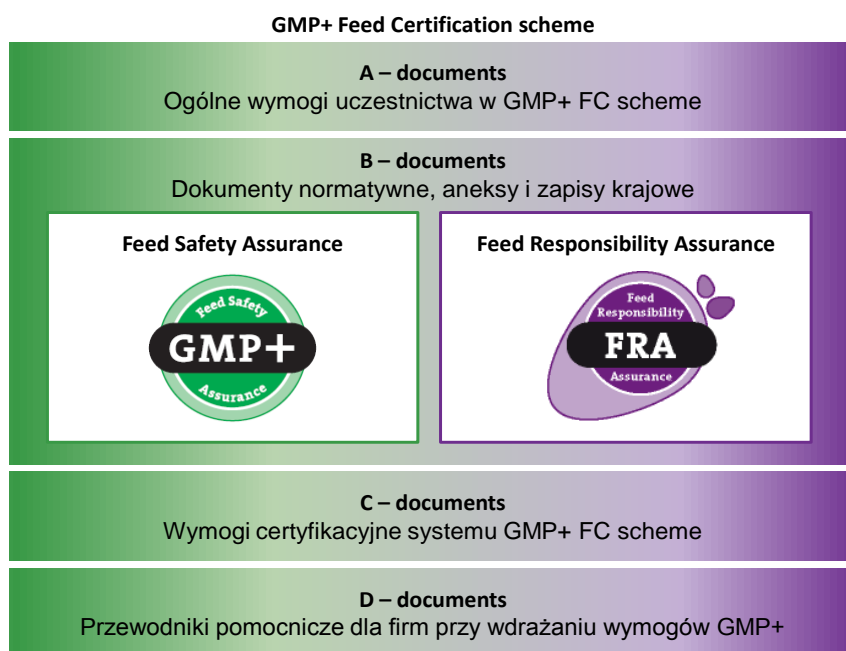 GMP+ Feed Certification scheme
A – documents
Ogólne wymogi uczestnictwa w GMP+ FC scheme
B – documents
Dokumenty normatywne, aneksy i zapisy krajowe
Feed Safety Assurance
Feed Safety
GMP+
Assurance
Feed Responsibility Assurance
Feed
Responsibility
FRA
Assurance
C – documents
Wymogi certyfikacyjne systemu GMP+ FC scheme
D – documents
Przewodniki pomocnicze dla firm przy wdrażaniu wymogów GMP+